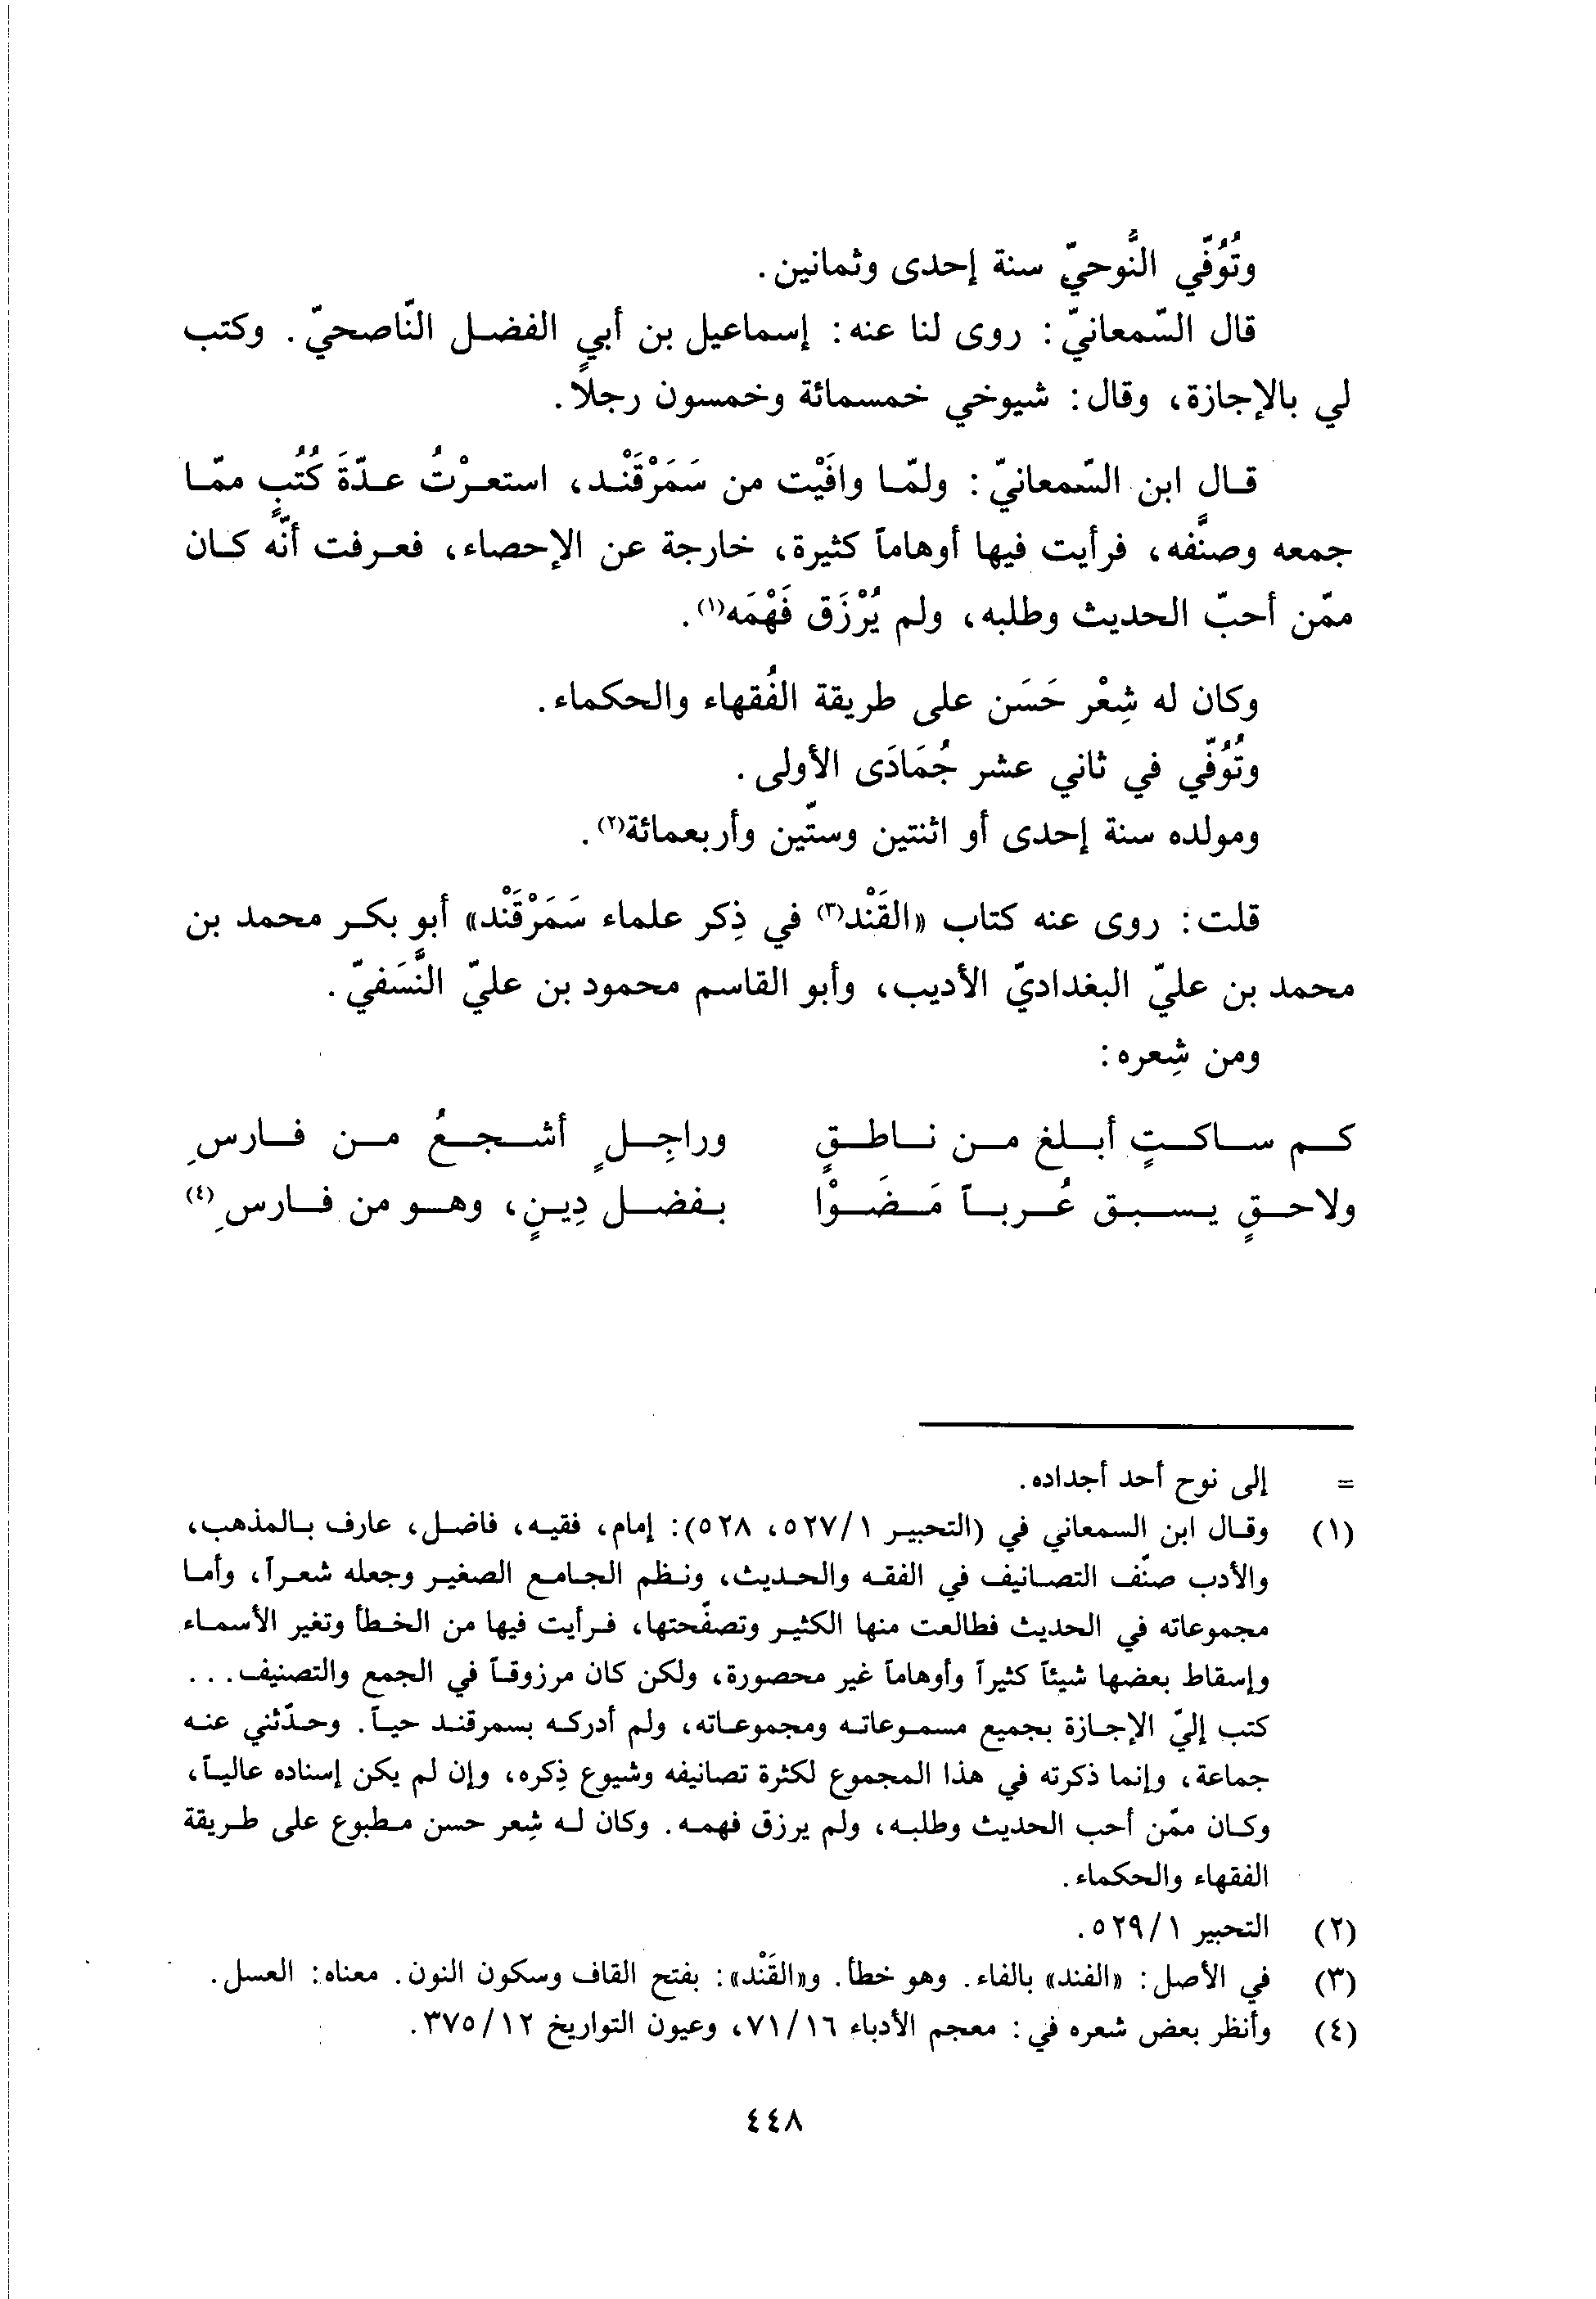 وتُوُفّي النُّوحيّ سنة إحدى وثمانين.
قال السّمعانيّ: روى لنا عنه: إسماعيل بن أبي الفضل النّاصحيّ. وكتب
لي بالإجازة، وقال: شيوخي خمسمائة وخمسون رجلاً.
قال ابن السّمعانيّ: ولمّا وافَيْت من سَمَرْقَنْد، استعرْتُ عدّةَ كُتُبٍ ممّا
جمعه وصنَّفه، فرأيت فيها أوهاماً كثيرة، خارجة عن الإحصاء، فعرفت أنّه كان
ممّن أحبّ الحديث وطلبه، ولم يُرْزَق فَهْمَه(١).
وكان له شِعْر حَسَن على طريقة الفُقهاء والحكماء.
وتُوُفّي في ثاني عشر جُمَادَى الأولى.
ومولده سنة إحدى أو اثنتين وستّين وأربعمائة(٢).
قلت: روى عنه كتاب «القَنْد(٣) في ذِكر علماء سَمَرْقَنْد» أبو بكر محمد بن
محمد بن عليّ البغداديّ الأديب، وأبو القاسم محمود بن عليّ النَّسَفيّ.
ومن شِعره:
كم ساكتٍ أبلغ من ناطقٍ وراجِلٍ أشجعُ من فارسِ
ولاحقٍ يسبق عُرباً مَضَوْا بفضل دِينٍ، وهو من فارسِ(٤)
= إلى نوح أحد أجداده.
(١) وقال ابن السمعاني في (التحبير ١/٥٢٧، ٥٢٨): إمام، فقيه، فاضل، عارف بالمذهب،
والأدب صنّف التصانيف في الفقه والحديث، ونظم الجامع الصغير وجعله شعراً، وأما
مجموعاته في الحديث فطالعت منها الكثير وتصفّحتها، فرأيت فيها من الخطأ وتغير الأسماء
وإسقاط بعضها شيئاً كثيراً وأوهاماً غير محصورة، ولكن كان مرزوقاً في الجمع والتصنيف...
كتب إليّ الإجازة بجميع مسموعاته ومجموعاته، ولم أدركه بسمرقند حياً. وحدّثني عنه
جماعة، وإنما ذكرته في هذا المجموع لكثرة تصانيفه وشيوع ذِكره، وإن لم يكن إسناده عالياً،
وكان ممّن أحب الحديث وطلبه، ولم يرزق فهمه. وكان له شِعر حسن مطبوع على طريقة
الفقهاء والحكماء.
(٢) التحبير ١/٥٢٩.
(٣) في الأصل: «الفند» بالفاء. وهو خطأ. و«القَنْد»: بفتح القاف وسكون النون. معناه: العسل.
(٤) وأنظر بعض شعره في: معجم الأدباء ١٦/٧١، وعيون التواريخ ١٢/٣٧٥.
٤٤٨